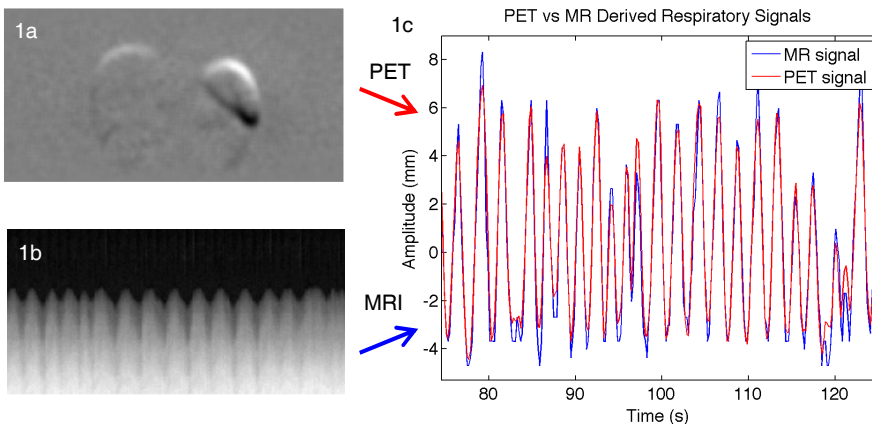 1a
1b
PET
MRI
1c
PET vs MR Derived Respiratory Signals
MR signal
PET signal
Amplitude (mm)
8
6
4
2
0
-2
-4
80 90 100 110 120
Time (s)